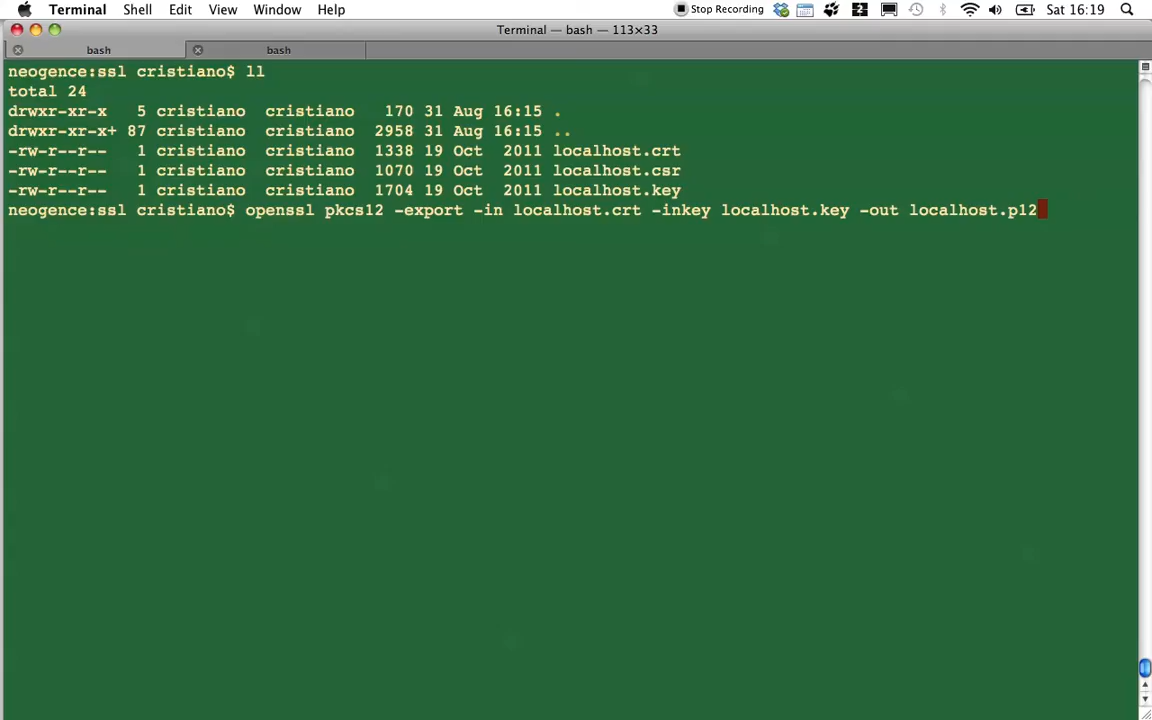 Terminal Shell Edit View Window Help Stop Recording 2 Sat 16:19
Terminal — bash — 113×33
bash bash
neogence:ssl cristiano$ ll
total 24
drwxr-xr-x 5 cristiano cristiano 170 31 Aug 16:15 .
drwxr-xr-x+ 87 cristiano cristiano 2958 31 Aug 16:15 ..
-rw-r--r-- 1 cristiano cristiano 1338 19 Oct 2011 localhost.crt
-rw-r--r-- 1 cristiano cristiano 1070 19 Oct 2011 localhost.csr
-rw-r--r-- 1 cristiano cristiano 1704 19 Oct 2011 localhost.key
neogence:ssl cristiano$ openssl pkcs12 -export -in localhost.crt -inkey localhost.key -out localhost.p12